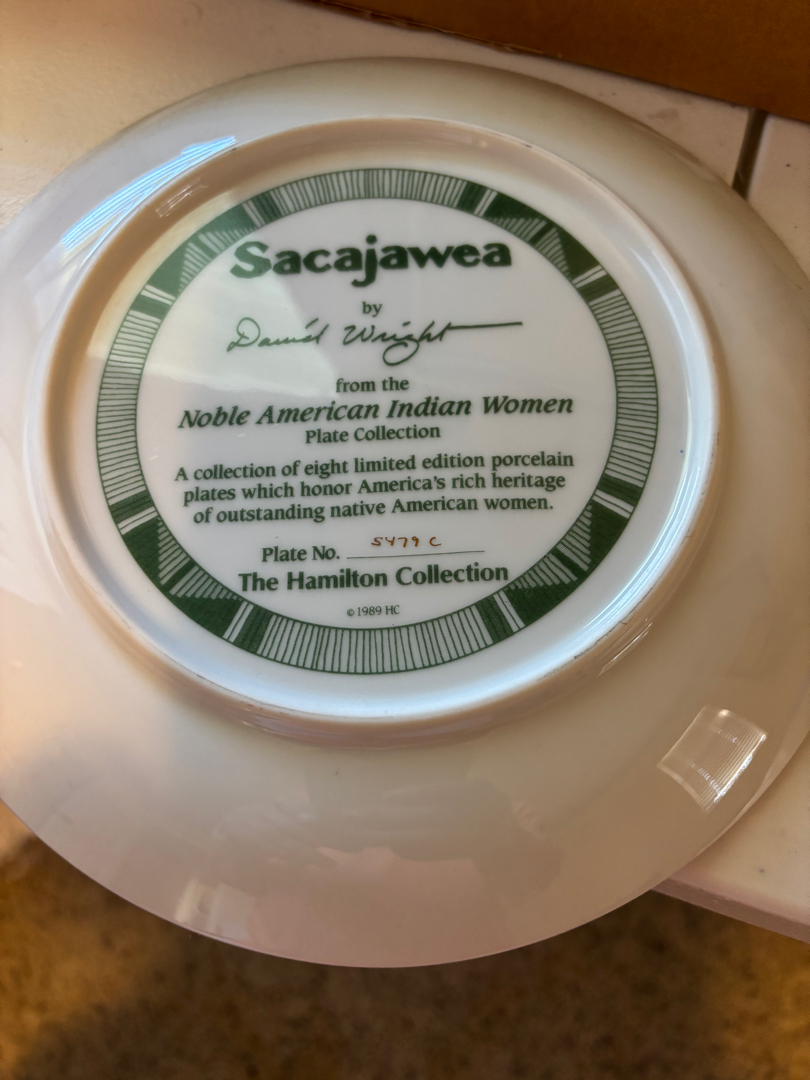 Sacajawea
by
David Wright
from the
Noble American Indian Women
Plate Collection
A collection of eight limited edition porcelain
plates which honor America's rich heritage
of outstanding native American women.
Plate No. 5479 C
The Hamilton Collection
© 1989 HC